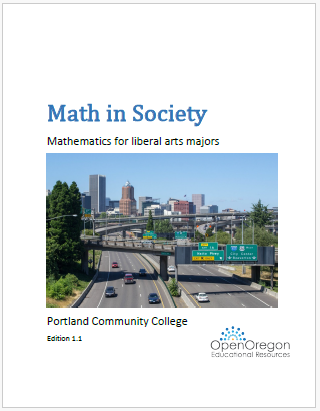 Math in Society
Mathematics for liberal arts majors
Portland Community College
Edition 1.1
OpenOregon
Educational Resources